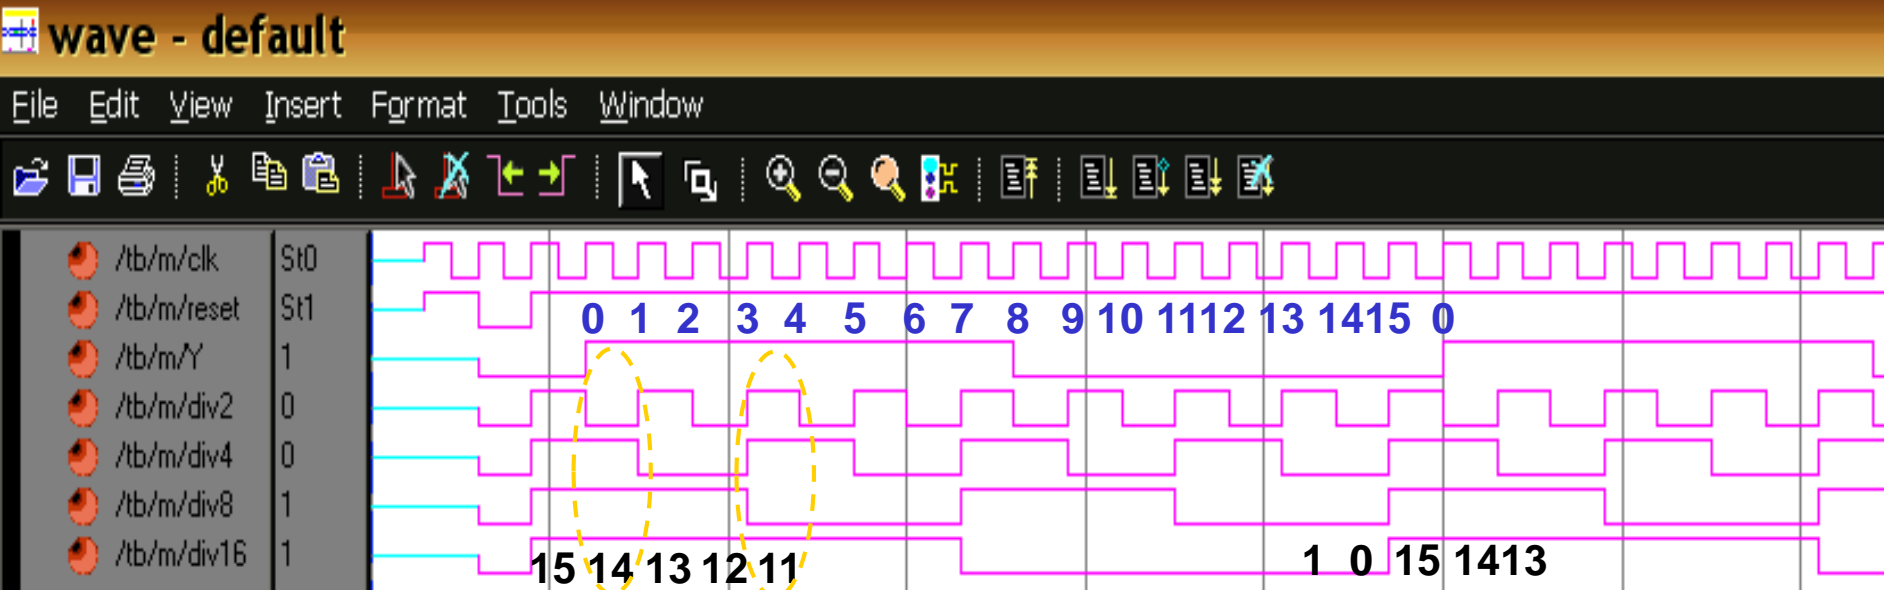 wave - default
File Edit View Insert Format Tools Window
/tb/m/clk St0
/tb/m/reset St1
0 1 2 3 4 5 6 7 8 9 10 1112 13 1415 0
/tb/m/Y 1
/tb/m/div2 0
/tb/m/div4 0
/tb/m/div8 1
/tb/m/div16 1
15 14 13 12 11 1 0 15 1413